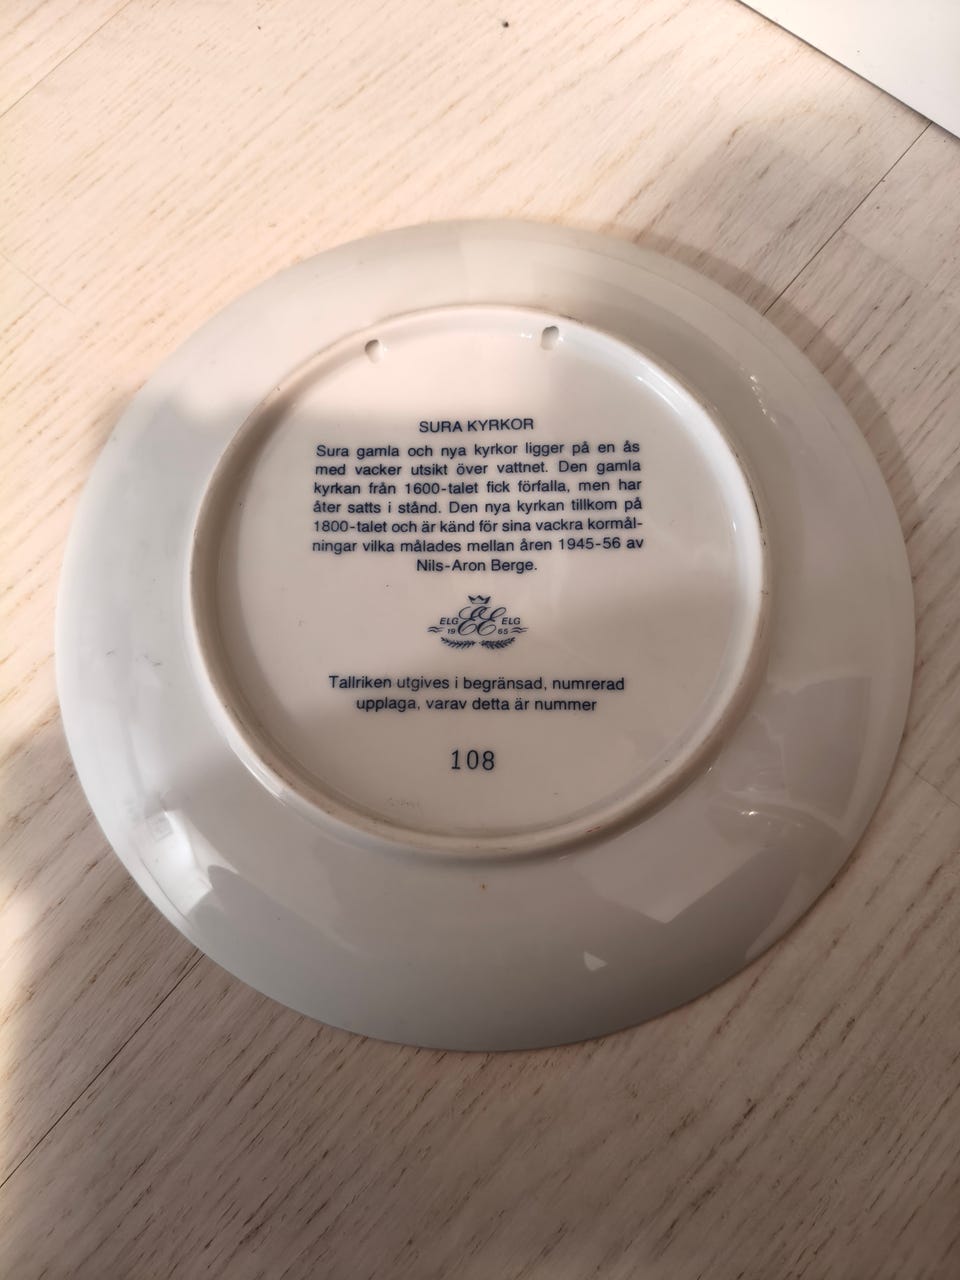 SURA KYRKOR
Sura gamla och nya kyrkor ligger på en ås
med vacker utsikt över vattnet. Den gamla
kyrkan från 1600-talet fick förfalla, men har
åter satts i stånd. Den nya kyrkan tillkom på
1800-talet och är känd för sina vackra kormål-
ningar vilka målades mellan åren 1945-56 av
Nils-Aron Berge.
ELG EE ELG
19 65
Tallriken utgives i begränsad, numrerad
upplaga, varav detta är nummer
108